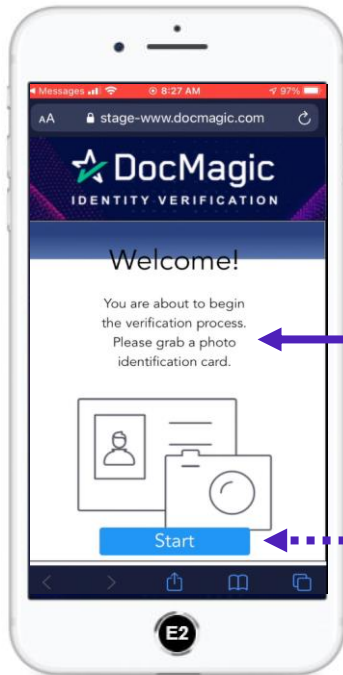 Messages 8:27 AM 97%
AA stage-www.docmagic.com
DocMagic
IDENTITY VERIFICATION
Welcome!
You are about to begin
the verification process.
Please grab a photo
identification card.
Start
E2